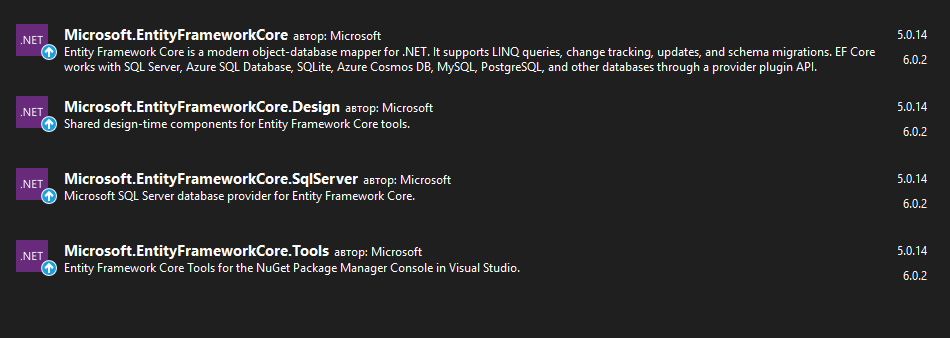 .NET Microsoft.EntityFrameworkCore автор: Microsoft 5.0.14
Entity Framework Core is a modern object-database mapper for .NET. It supports LINQ queries, change tracking, updates, and schema migrations. EF Core 6.0.2
works with SQL Server, Azure SQL Database, SQLite, Azure Cosmos DB, MySQL, PostgreSQL, and other databases through a provider plugin API.
.NET Microsoft.EntityFrameworkCore.Design автор: Microsoft 5.0.14
Shared design-time components for Entity Framework Core tools. 6.0.2
.NET Microsoft.EntityFrameworkCore.SqlServer автор: Microsoft 5.0.14
Microsoft SQL Server database provider for Entity Framework Core. 6.0.2
.NET Microsoft.EntityFrameworkCore.Tools автор: Microsoft 5.0.14
Entity Framework Core Tools for the NuGet Package Manager Console in Visual Studio. 6.0.2